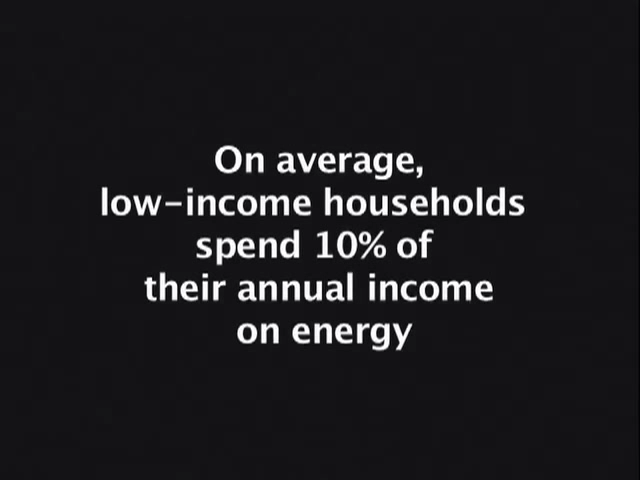 On average,
low-income households
spend 10% of
their annual income
on energy